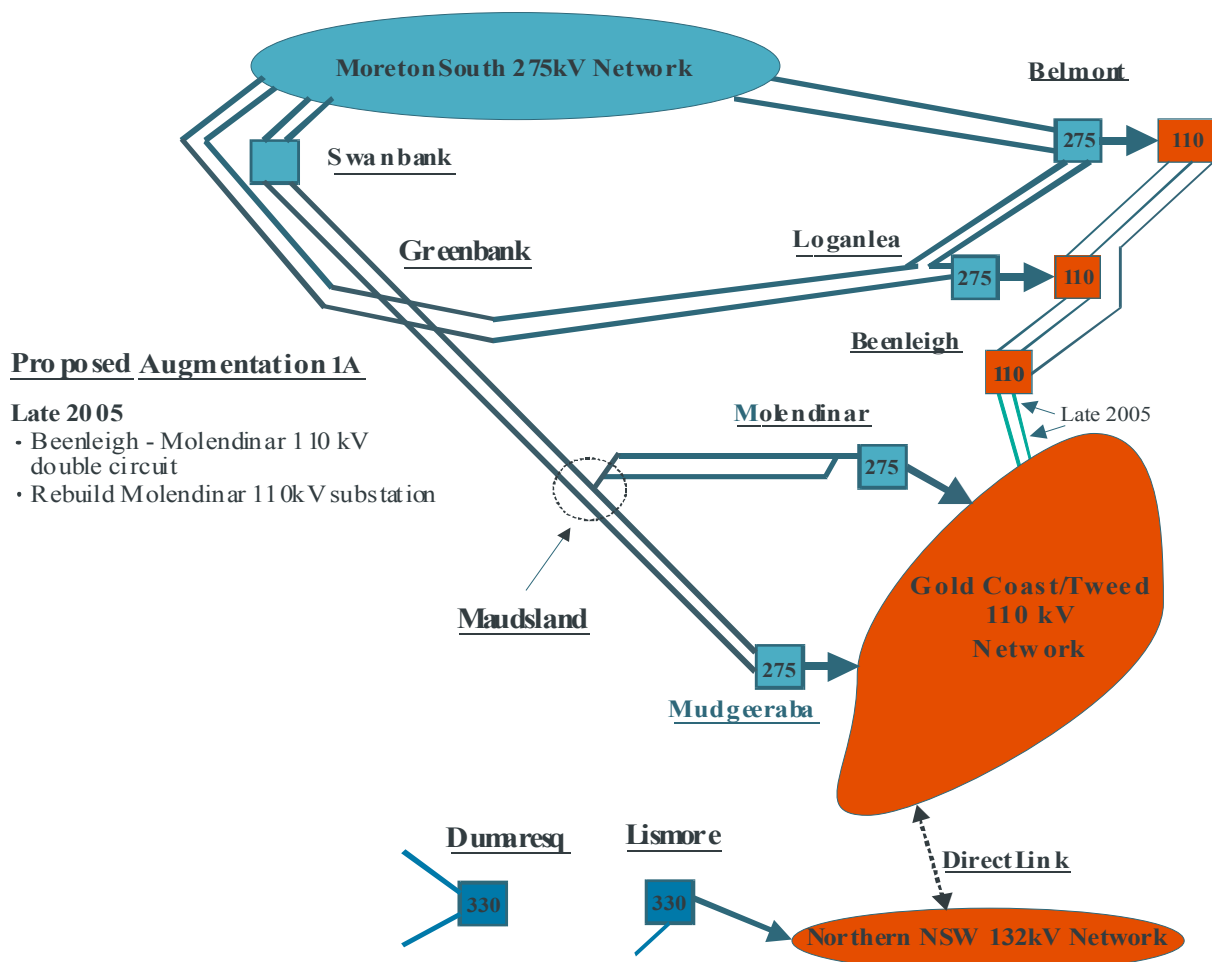 Moreton South 275kV Network
Belmont
275
110
Swanbank
Greenbank
Loganlea
275
110
Beenleigh
110
Proposed Augmentation 1A
Late 2005
· Beenleigh - Molendinar 110 kV
double circuit
· Rebuild Molendinar 110kV substation
Late 2005
Molendinar
275
Maudsland
Gold Coast/Tweed
110 kV
Network
275
Mudgeeraba
Dumaresq
Lismore
330
330
DirectLink
Northern NSW 132kV Network